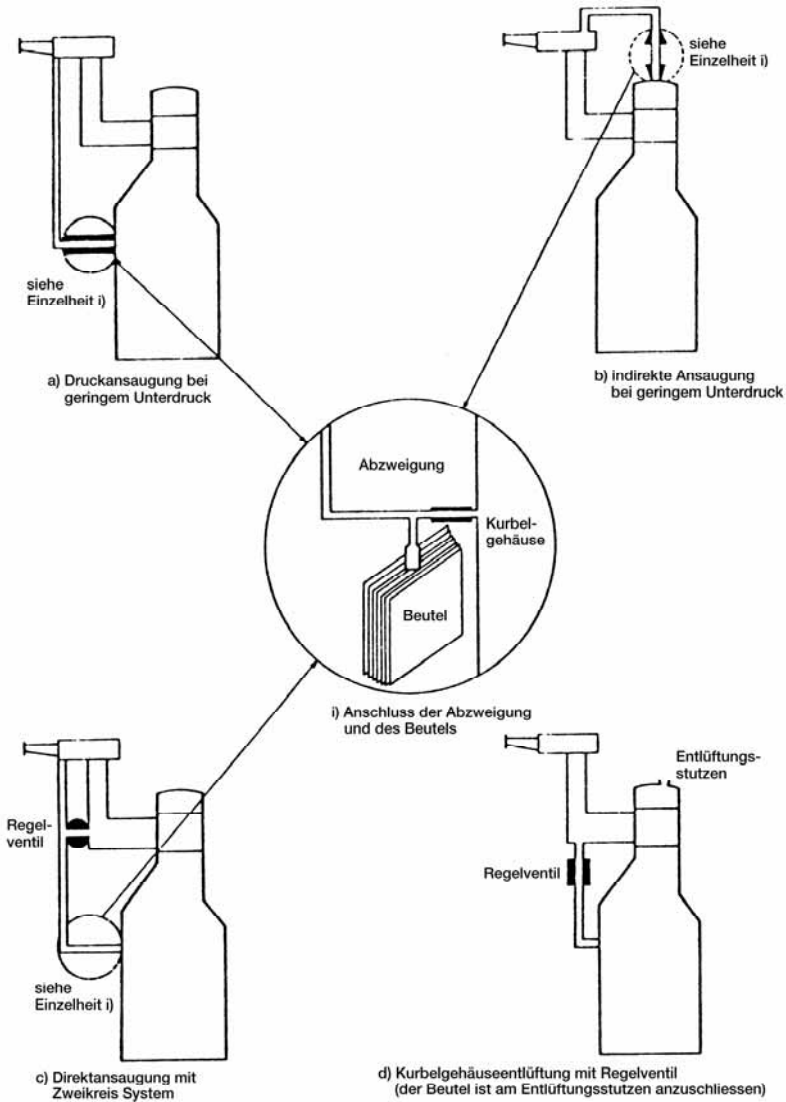 siehe
Einzelheit i)
siehe
Einzelheit i)
a) Druckansaugung bei
geringem Unterdruck
b) indirekte Ansaugung
bei geringem Unterdruck
Abzweigung
Kurbel-
gehäuse
Beutel
i) Anschluss der Abzweigung
und des Beutels
Regel-
ventil
siehe
Einzelheit i)
c) Direktansaugung mit
Zweikreis System
Entlüftungs-
stutzen
Regelventil
d) Kurbelgehäuseentlüftung mit Regelventil
(der Beutel ist am Entlüftungsstutzen anzuschliessen)